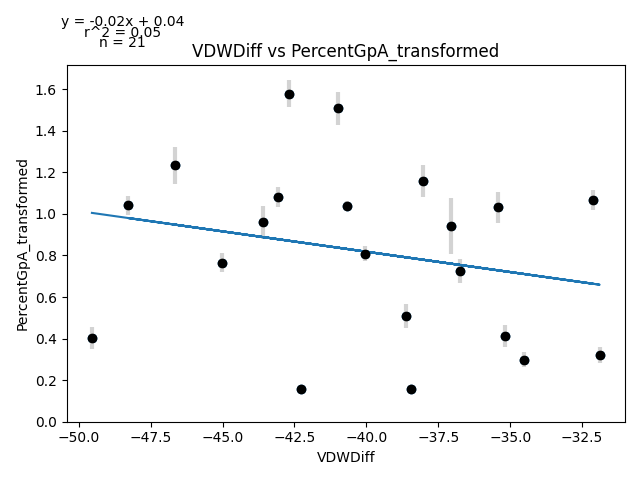 y = -0.02x + 0.04
r^2 = 0.05
n = 21
VDWDiff vs PercentGpA_transformed
PercentGpA_transformed
1.6
1.4
1.2
1.0
0.8
0.6
0.4
0.2
0.0
−50.0 −47.5 −45.0 −42.5 −40.0 −37.5 −35.0 −32.5
VDWDiff